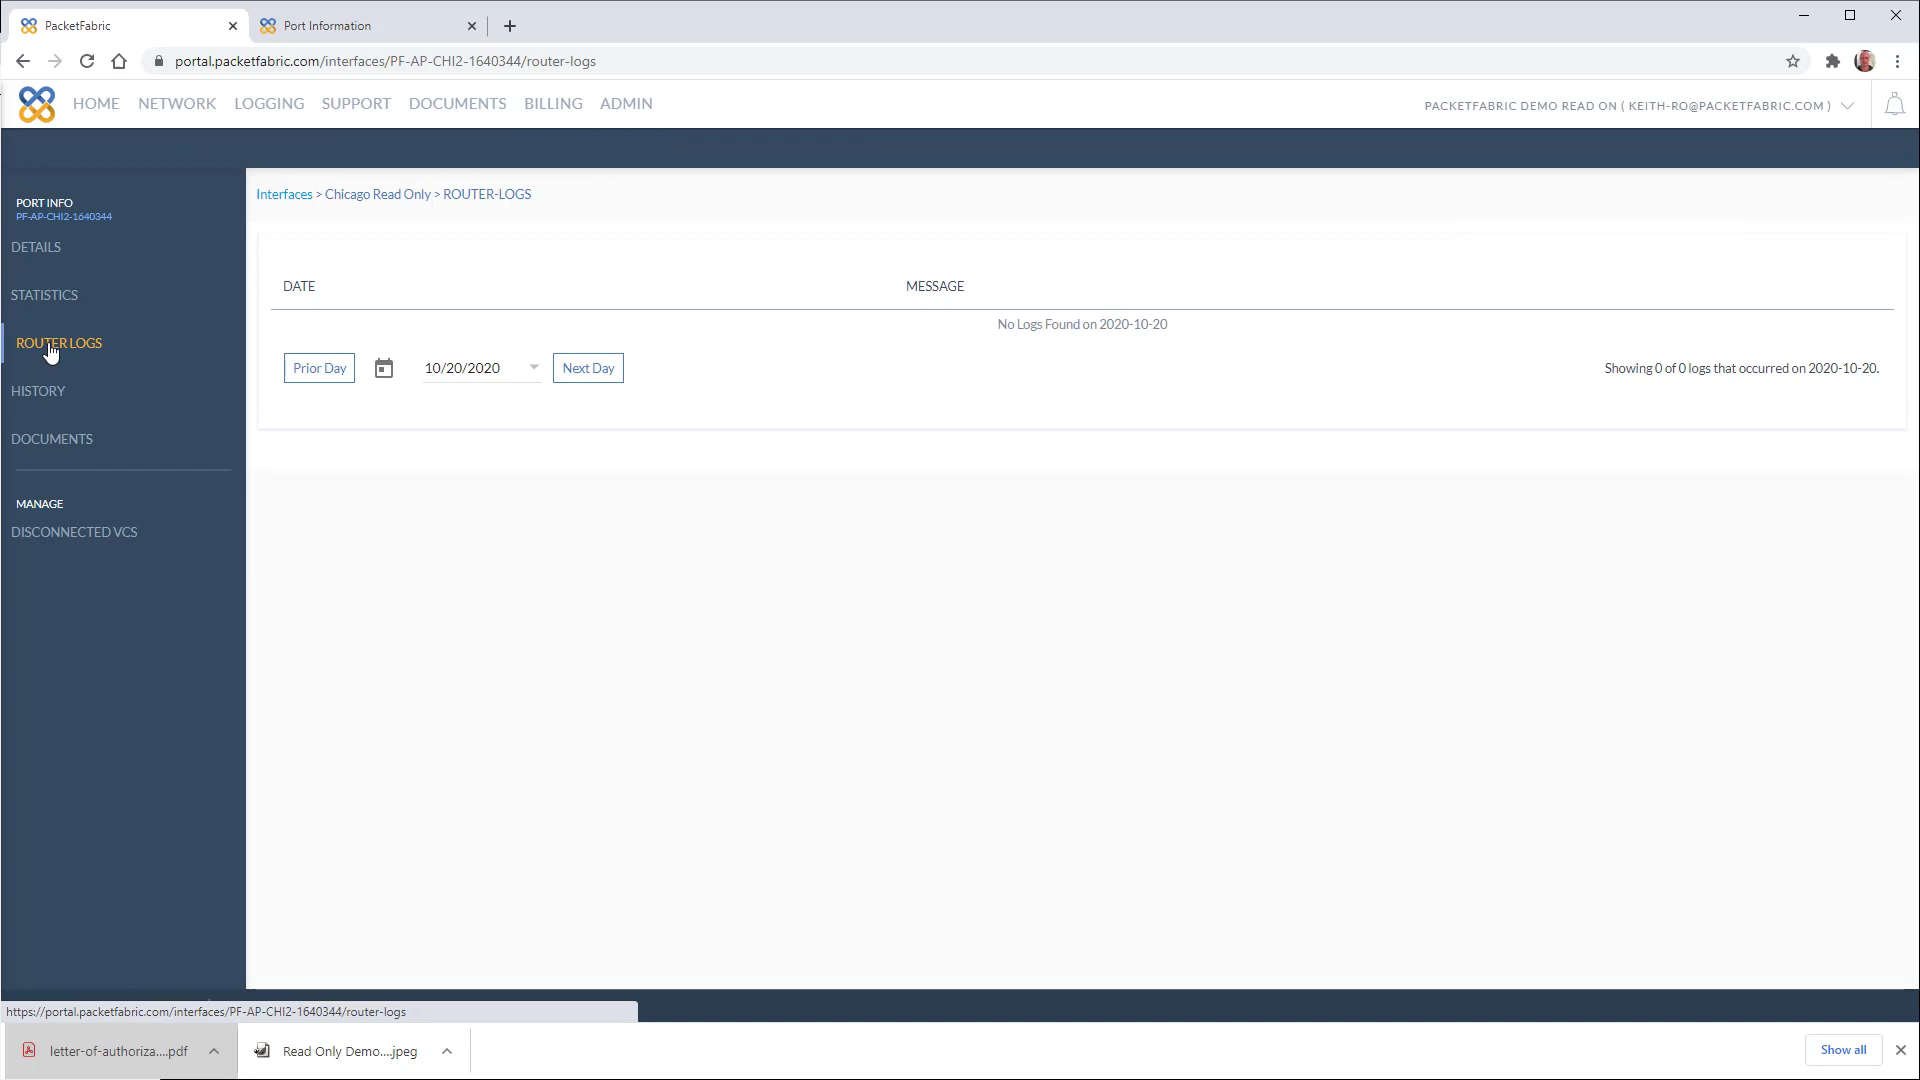 PacketFabric
Port Information
portal.packetfabric.com/interfaces/PF-AP-CHI2-1640344/router-logs
HOME NETWORK LOGGING SUPPORT DOCUMENTS BILLING ADMIN
PACKETFABRIC DEMO READ ON ( KEITH-RO@PACKETFABRIC.COM )
PORT INFO
PF-AP-CHI2-1640344
DETAILS
STATISTICS
ROUTER LOGS
HISTORY
DOCUMENTS
MANAGE
DISCONNECTED VCS
Interfaces > Chicago Read Only > ROUTER-LOGS
DATE MESSAGE
No Logs Found on 2020-10-20
Prior Day 10/20/2020 Next Day Showing 0 of 0 logs that occurred on 2020-10-20.
https://portal.packetfabric.com/interfaces/PF-AP-CHI2-1640344/router-logs
letter-of-authoriza....pdf Read Only Demo....jpeg Show all